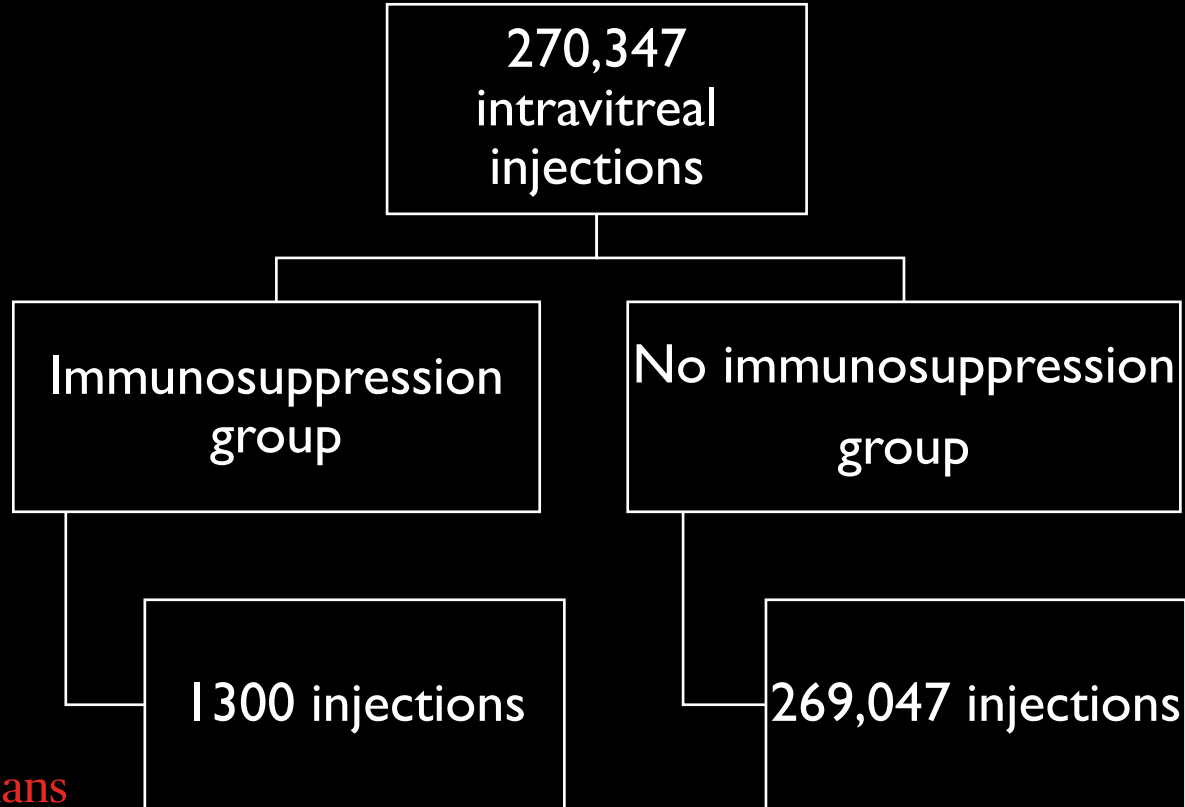 270,347
intravitreal
injections
Immunosuppression
group
No immunosuppression
group
1300 injections
269,047 injections
ans